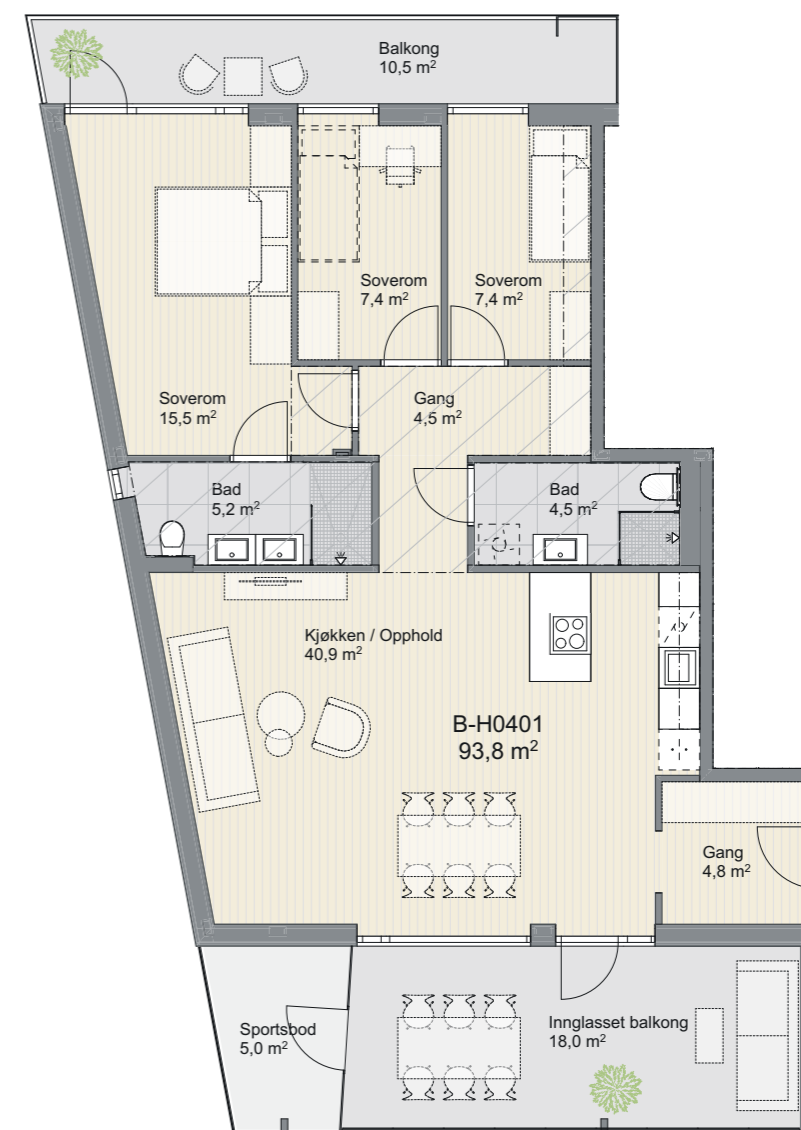 Balkong
10,5 m²
Soverom
7,4 m²
Soverom
7,4 m²
Soverom
15,5 m²
Gang
4,5 m²
Bad
5,2 m²
Bad
4,5 m²
Kjøkken / Opphold
40,9 m²
B-H0401
93,8 m²
Gang
4,8 m²
Sportsbod
5,0 m²
Innglasset balkong
18,0 m²